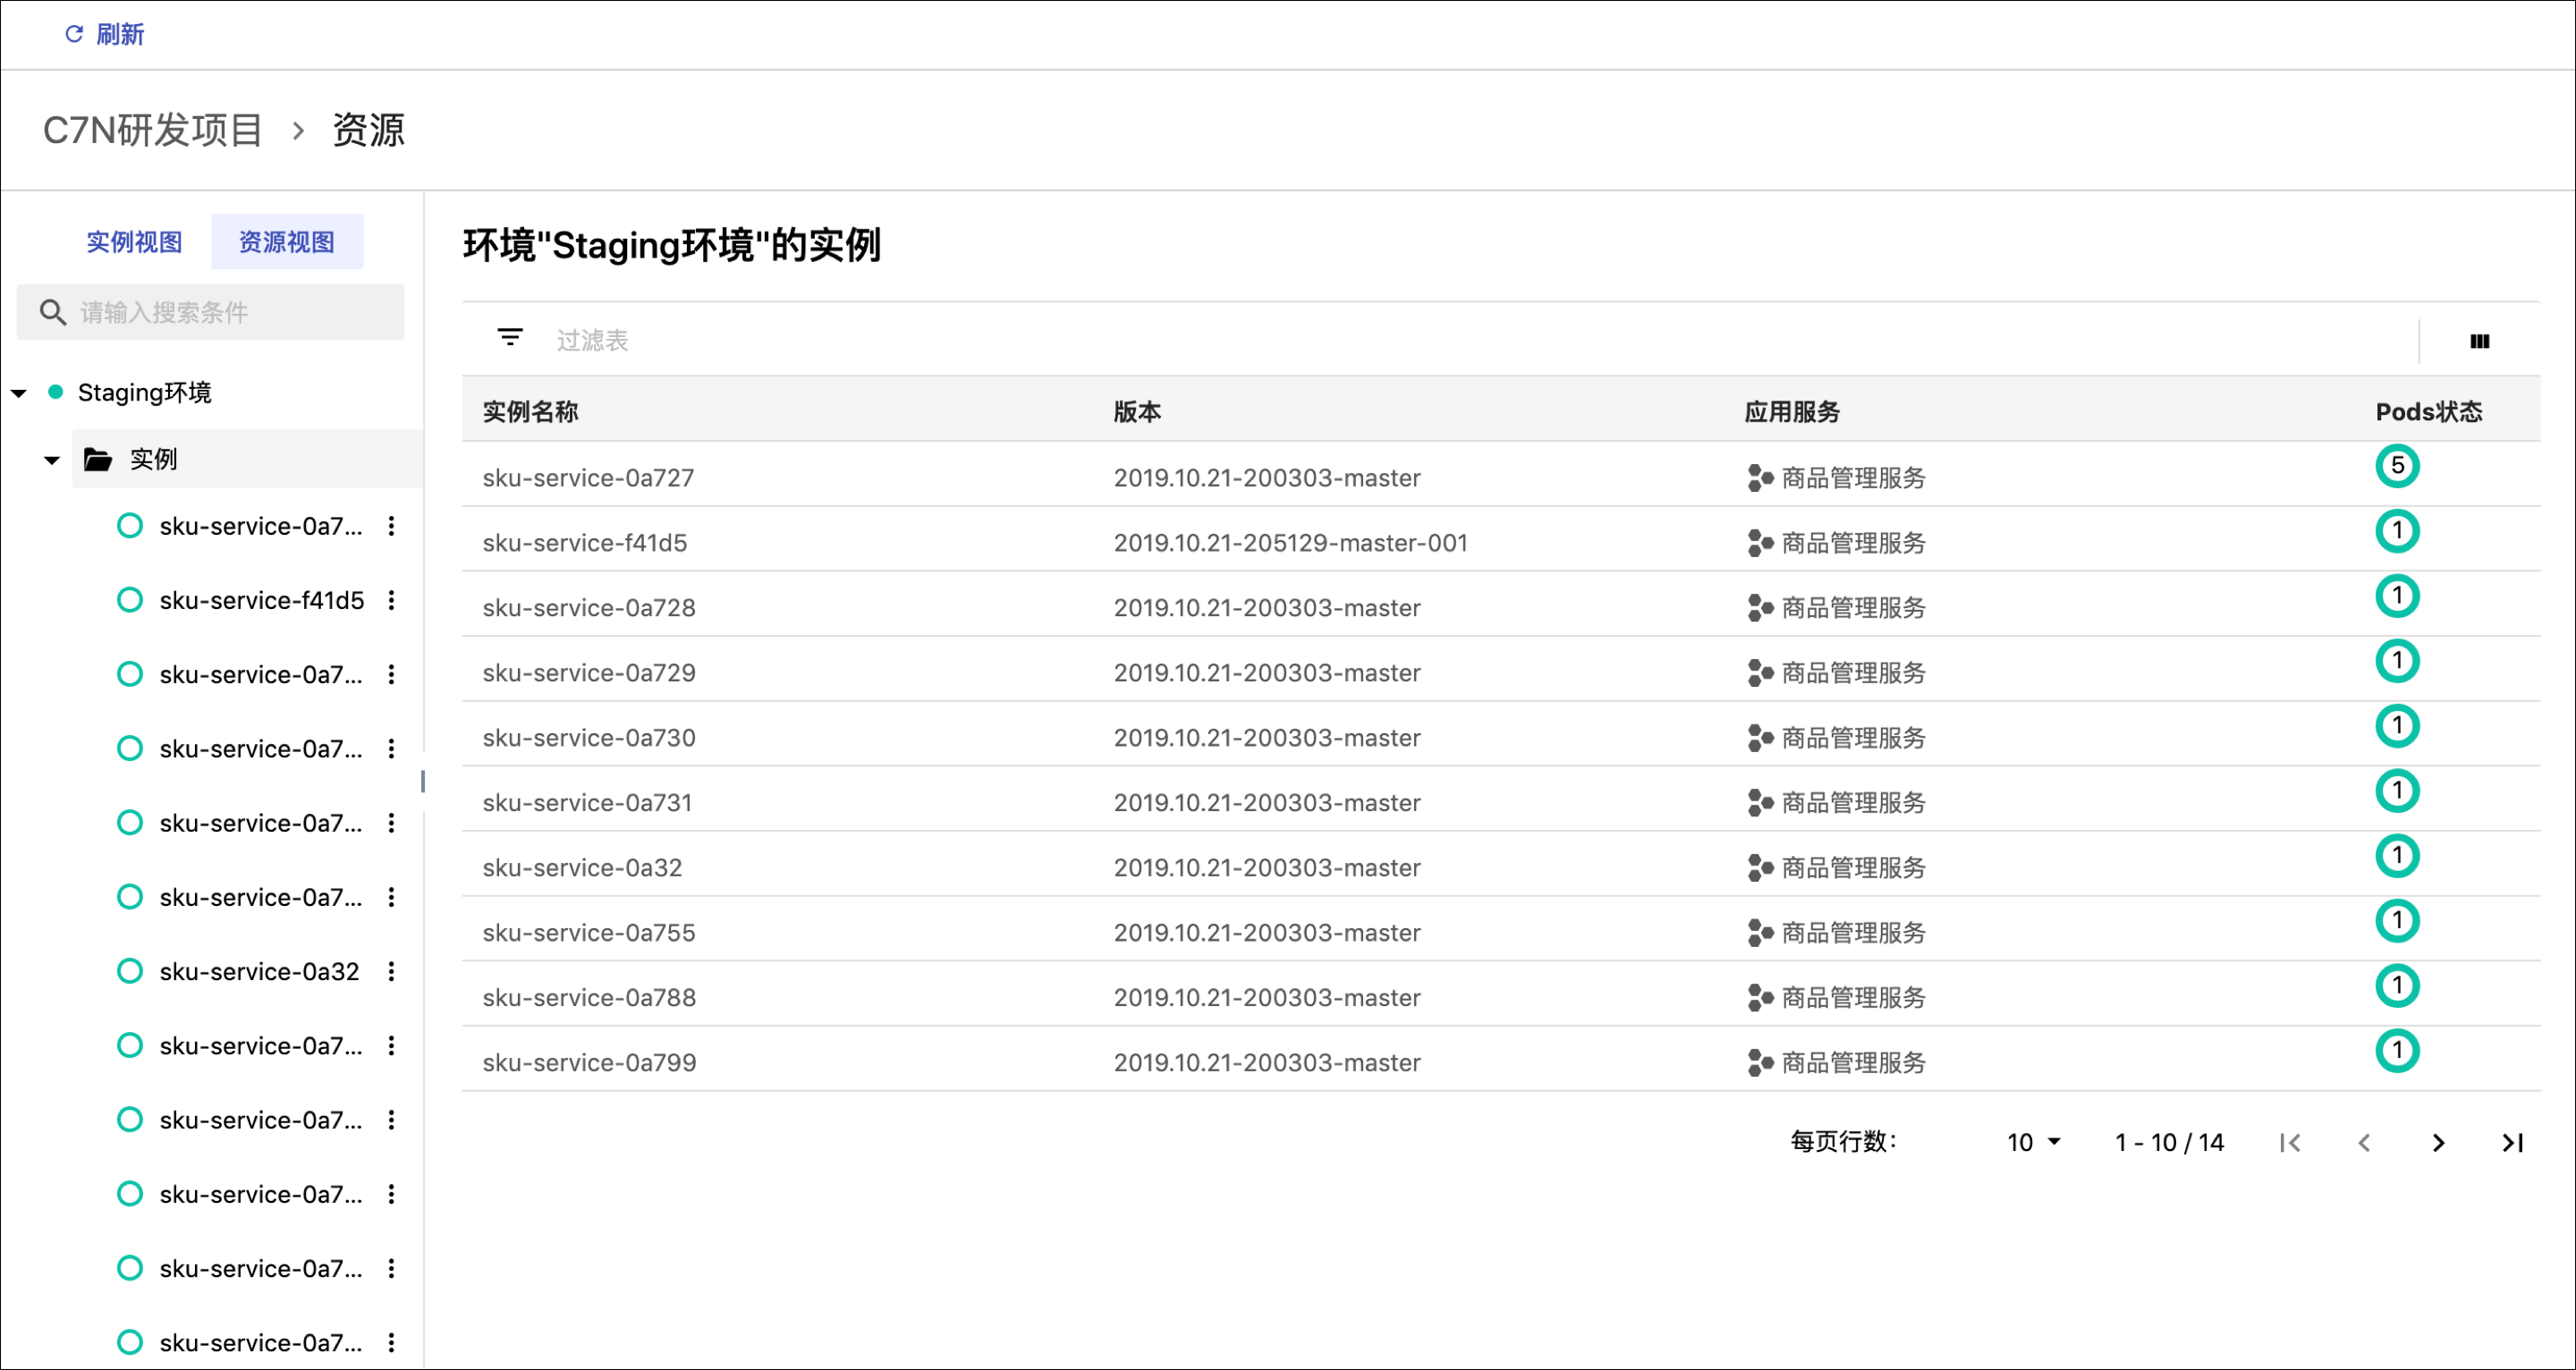 刷新
C7N研发项目 > 资源
实例视图 资源视图
请输入搜索条件
Staging环境
实例
sku-service-0a7...
sku-service-f41d5
sku-service-0a7...
sku-service-0a7...
sku-service-0a7...
sku-service-0a7...
sku-service-0a32
sku-service-0a7...
sku-service-0a7...
sku-service-0a7...
sku-service-0a7...
sku-service-0a7...
环境"Staging环境"的实例
过滤表
实例名称 版本 应用服务 Pods状态
sku-service-0a727 2019.10.21-200303-master 商品管理服务 5
sku-service-f41d5 2019.10.21-205129-master-001 商品管理服务 1
sku-service-0a728 2019.10.21-200303-master 商品管理服务 1
sku-service-0a729 2019.10.21-200303-master 商品管理服务 1
sku-service-0a730 2019.10.21-200303-master 商品管理服务 1
sku-service-0a731 2019.10.21-200303-master 商品管理服务 1
sku-service-0a32 2019.10.21-200303-master 商品管理服务 1
sku-service-0a755 2019.10.21-200303-master 商品管理服务 1
sku-service-0a788 2019.10.21-200303-master 商品管理服务 1
sku-service-0a799 2019.10.21-200303-master 商品管理服务 1
每页行数： 10 1 - 10 / 14